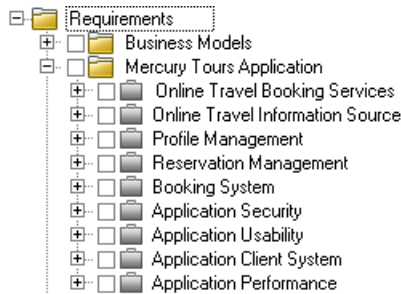 Requirements
Business Models
Mercury Tours Application
Online Travel Booking Services
Online Travel Information Source
Profile Management
Reservation Management
Booking System
Application Security
Application Usability
Application Client System
Application Performance